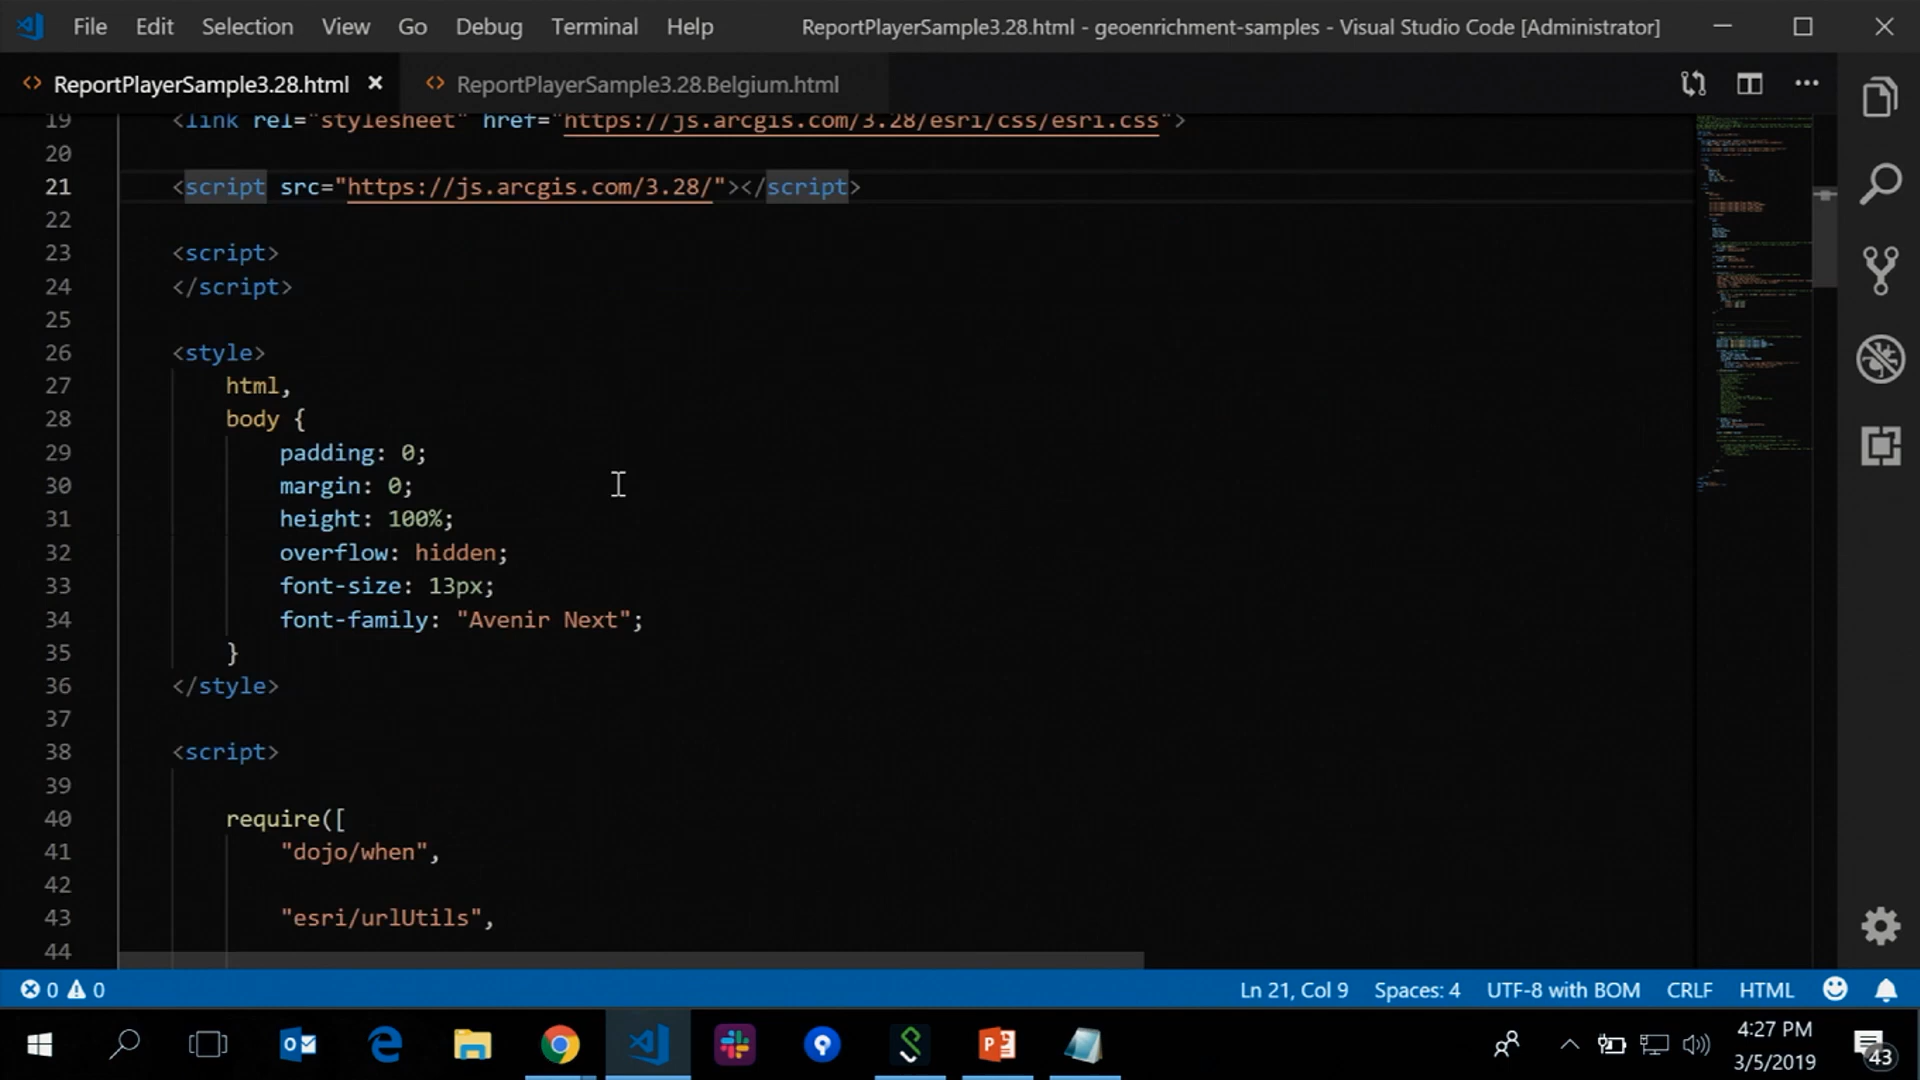 File Edit Selection View Go Debug Terminal Help ReportPlayerSample3.28.html - geoenrichment-samples - Visual Studio Code [Administrator]
ReportPlayerSample3.28.html ReportPlayerSample3.28.Belgium.html
19 <link rel="stylesheet" href="https://js.arcgis.com/3.28/esri/css/esri.css">
20
21 <script src="https://js.arcgis.com/3.28/"></script>
22
23 <script>
24 </script>
25
26 <style>
27 html,
28 body {
29 padding: 0;
30 margin: 0;
31 height: 100%;
32 overflow: hidden;
33 font-size: 13px;
34 font-family: "Avenir Next";
35 }
36 </style>
37
38 <script>
39
40 require([
41 "dojo/when",
42
43 "esri/urlUtils",
44
0 0 Ln 21, Col 9 Spaces: 4 UTF-8 with BOM CRLF HTML
4:27 PM
3/5/2019
43